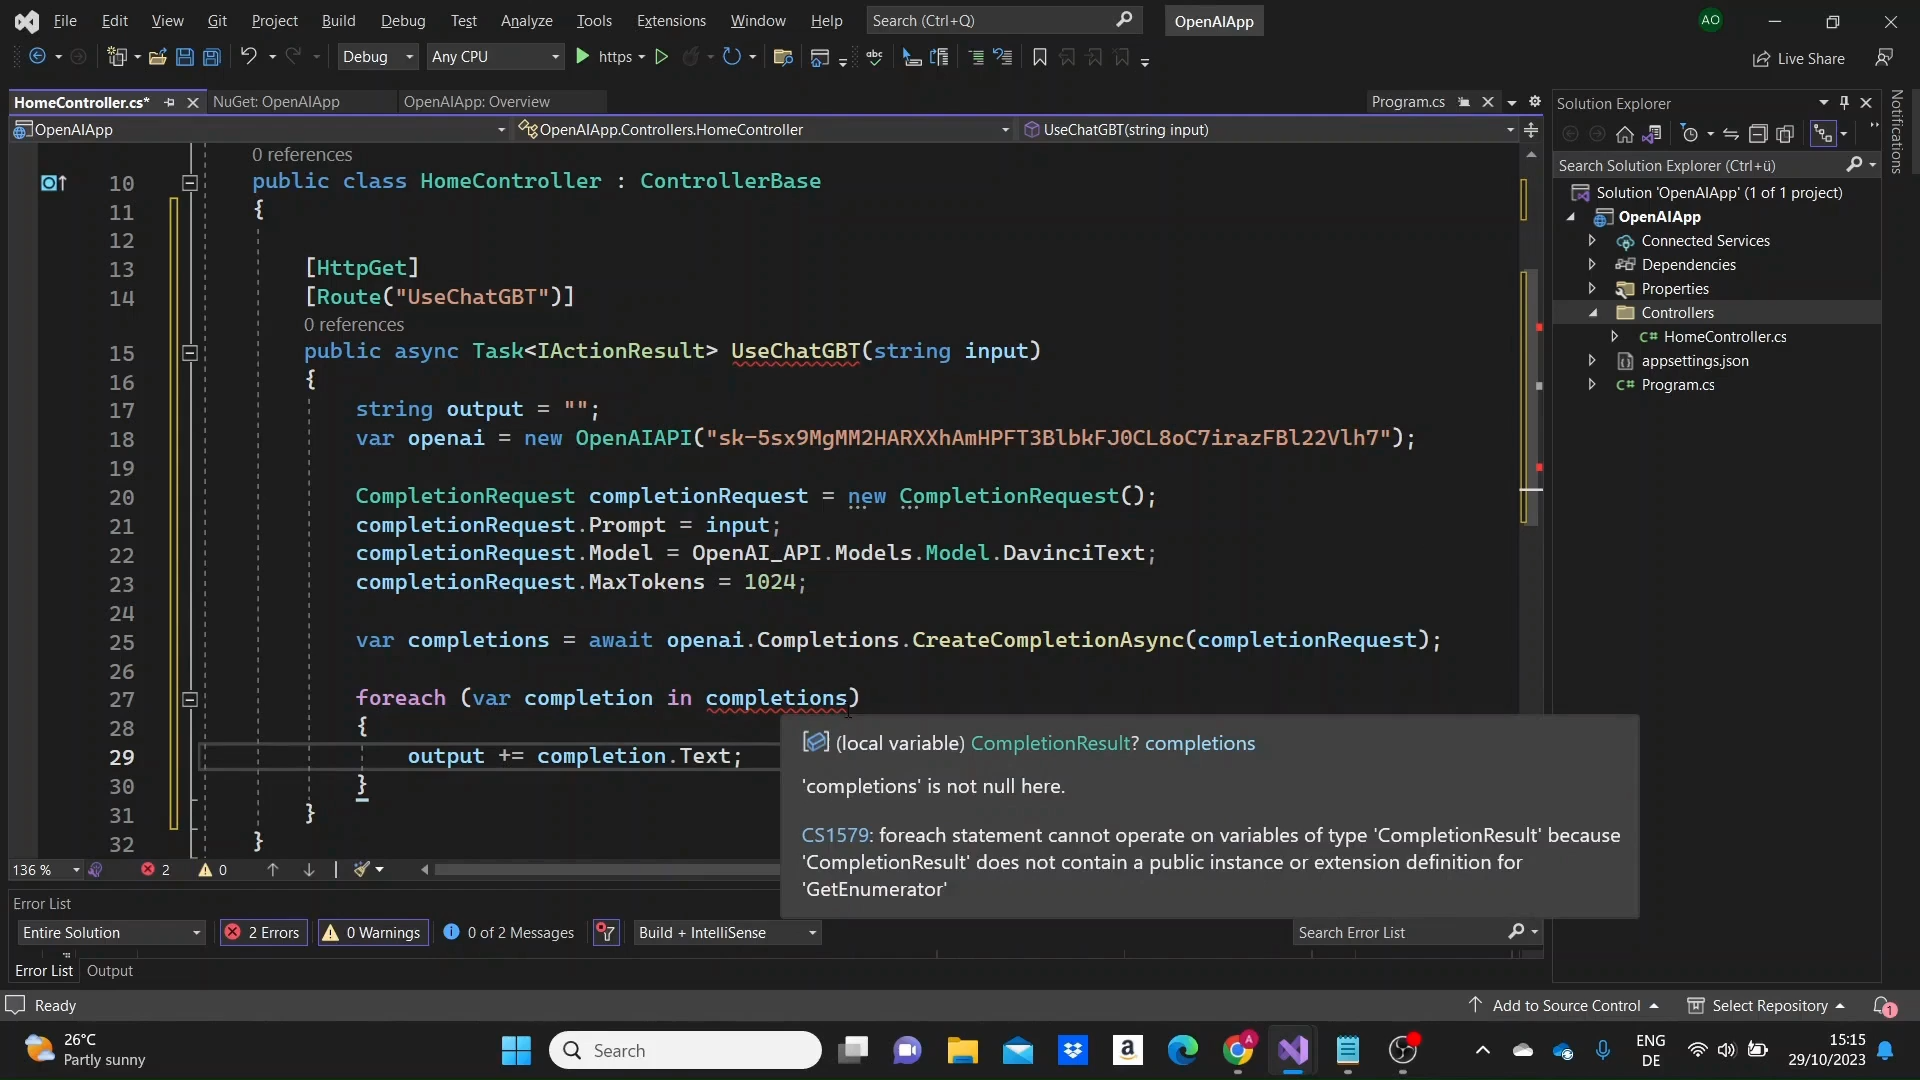 File Edit View Git Project Build Debug Test Analyze Tools Extensions Window Help Search (Ctrl+Q) OpenAIApp AO
Debug Any CPU https Live Share
HomeController.cs* NuGet: OpenAIApp OpenAIApp: Overview Program.cs
OpenAIApp OpenAIApp.Controllers.HomeController UseChatGBT(string input)
0 references
10 public class HomeController : ControllerBase
11 {
12
13 [HttpGet]
14 [Route("UseChatGBT")]
0 references
15 public async Task<IActionResult> UseChatGBT(string input)
16 {
17 string output = "";
18 var openai = new OpenAIAPI("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");
19
20 CompletionRequest completionRequest = new CompletionRequest();
21 completionRequest.Prompt = input;
22 completionRequest.Model = OpenAI_API.Models.Model.DavinciText;
23 completionRequest.MaxTokens = 1024;
24
25 var completions = await openai.Completions.CreateCompletionAsync(completionRequest);
26
27 foreach (var completion in completions)
28 {
29 output += completion.Text;
30 }
31 }
32 }
(local variable) CompletionResult? completions
'completions' is not null here.
CS1579: foreach statement cannot operate on variables of type 'CompletionResult' because
'CompletionResult' does not contain a public instance or extension definition for
'GetEnumerator'
136 % 2 0
Error List
Entire Solution 2 Errors 0 Warnings 0 of 2 Messages Build + IntelliSense Search Error List
Error List Output
Solution Explorer
Search Solution Explorer (Ctrl+ü)
Solution 'OpenAIApp' (1 of 1 project)
OpenAIApp
Connected Services
Dependencies
Properties
Controllers
C# HomeController.cs
appsettings.json
C# Program.cs
Notifications
Ready Add to Source Control Select Repository 1
26°C
Partly sunny
Search
ENG
DE
15:15
29/10/2023